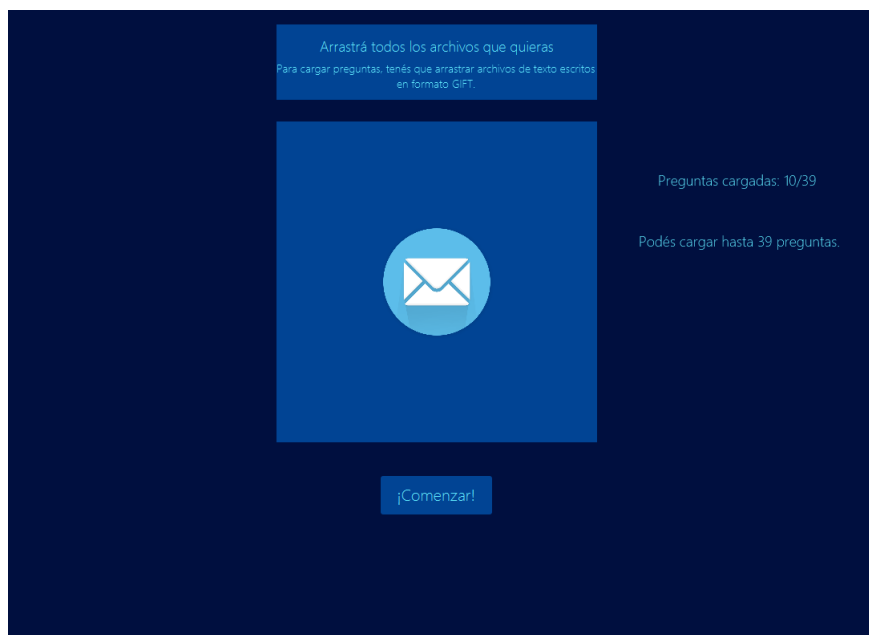 Arrastrá todos los archivos que quieras
Para cargar preguntas, tenés que arrastrar archivos de texto escritos
en formato GIFT.
Preguntas cargadas: 10/39
Podés cargar hasta 39 preguntas.
¡Comenzar!